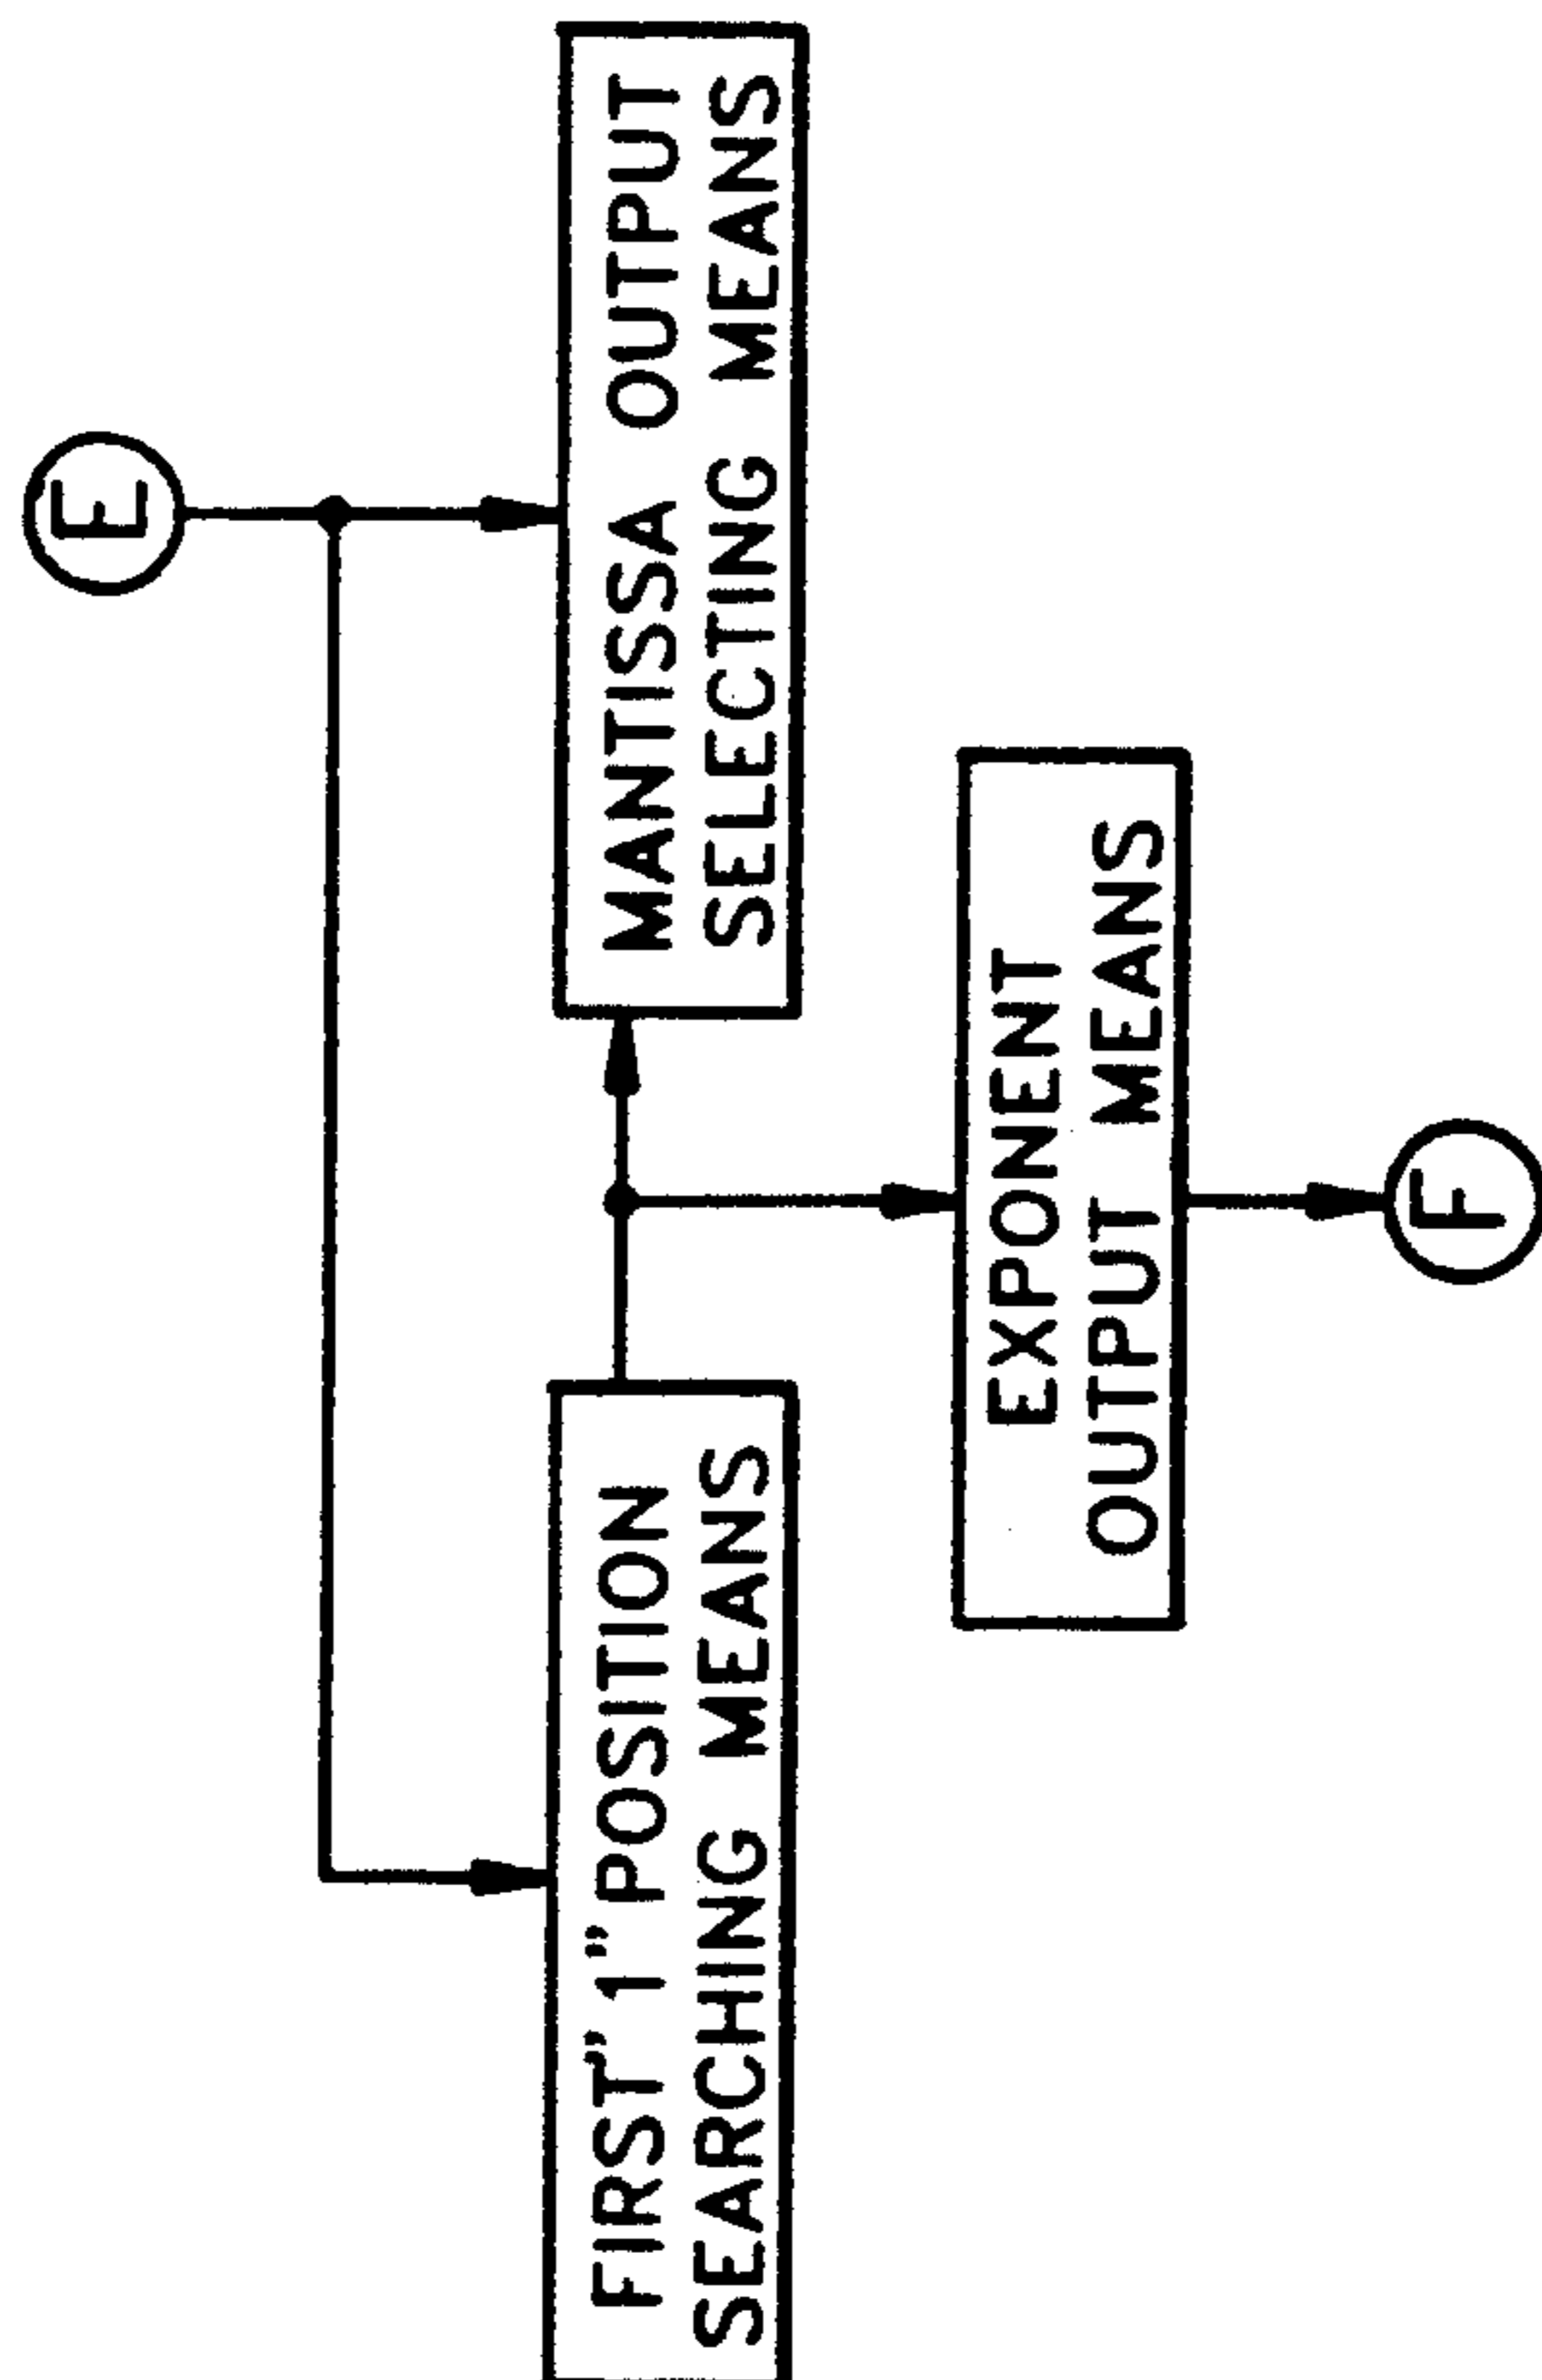 E
FIRST"1"POSITION
SEARCHING MEANS
MANTISSA OUTPUT
SELECTING MEANS
EXPONENT
OUTPUT MEANS
F